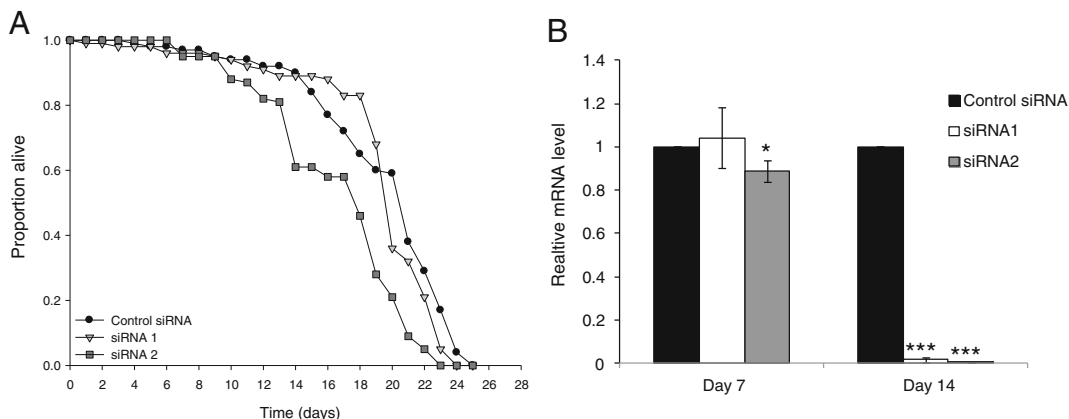 A
Proportion alive
1.0
0.8
0.6
0.4
0.2
0.0
Control siRNA
siRNA 1
siRNA 2
0 2 4 6 8 10 12 14 16 18 20 22 24 26 28
Time (days)
B
Realtive mRNA level
1.4
1.2
1
0.8
0.6
0.4
0.2
0
Control siRNA
siRNA1
siRNA2
*
*** ***
Day 7 Day 14